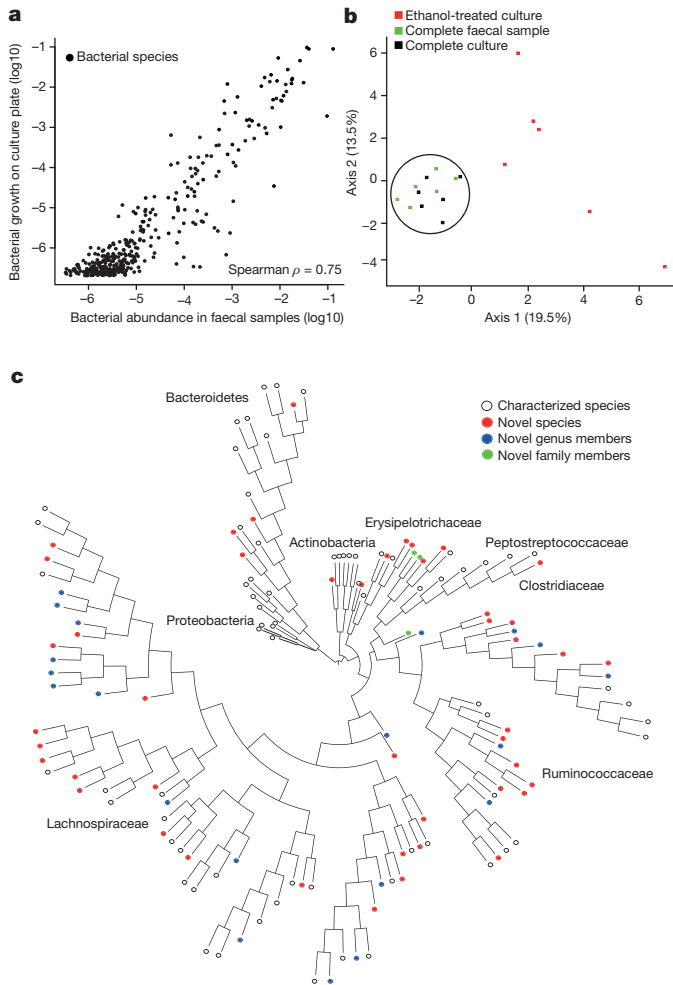 a
Bacterial growth on culture plate (log10)
−1
−2
−3
−4
−5
−6
Bacterial species
Spearman ρ = 0.75
−6 −5 −4 −3 −2 −1
Bacterial abundance in faecal samples (log10)
b
Ethanol-treated culture
Complete faecal sample
Complete culture
Axis 2 (13.5%)
6
4
2
0
−2
−4
−2 0 2 4 6
Axis 1 (19.5%)
c
Characterized species
Novel species
Novel genus members
Novel family members
Bacteroidetes
Erysipelotrichaceae
Actinobacteria
Peptostreptococcaceae
Clostridiaceae
Proteobacteria
Ruminococcaceae
Lachnospiraceae